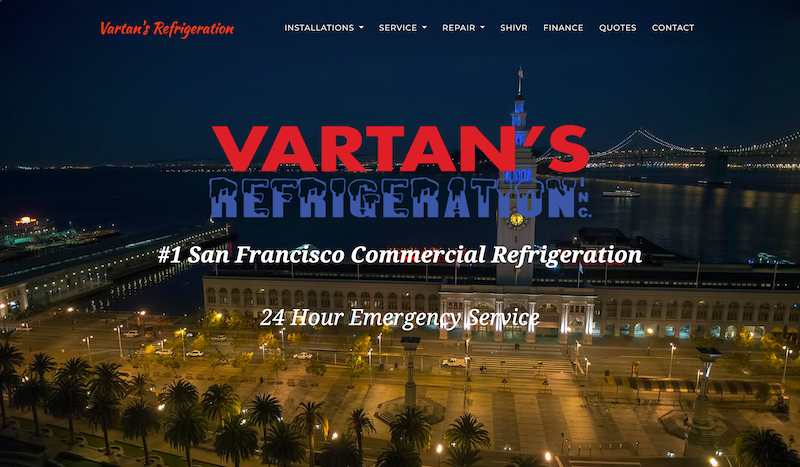 Vartan's Refrigeration
INSTALLATIONS SERVICE REPAIR SHIVR FINANCE QUOTES CONTACT
VARTAN'S
REFRIGERATION INC.
#1 San Francisco Commercial Refrigeration
24 Hour Emergency Service